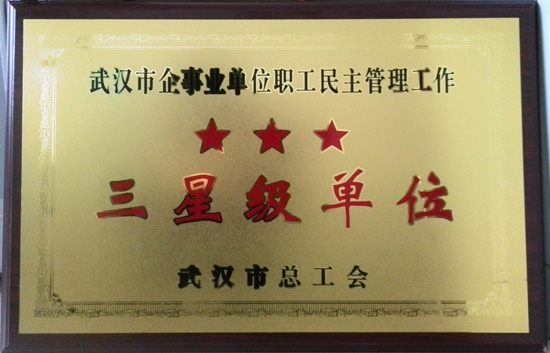 武汉市企事业单位职工民主管理工作
三星级单位
武汉市总工会